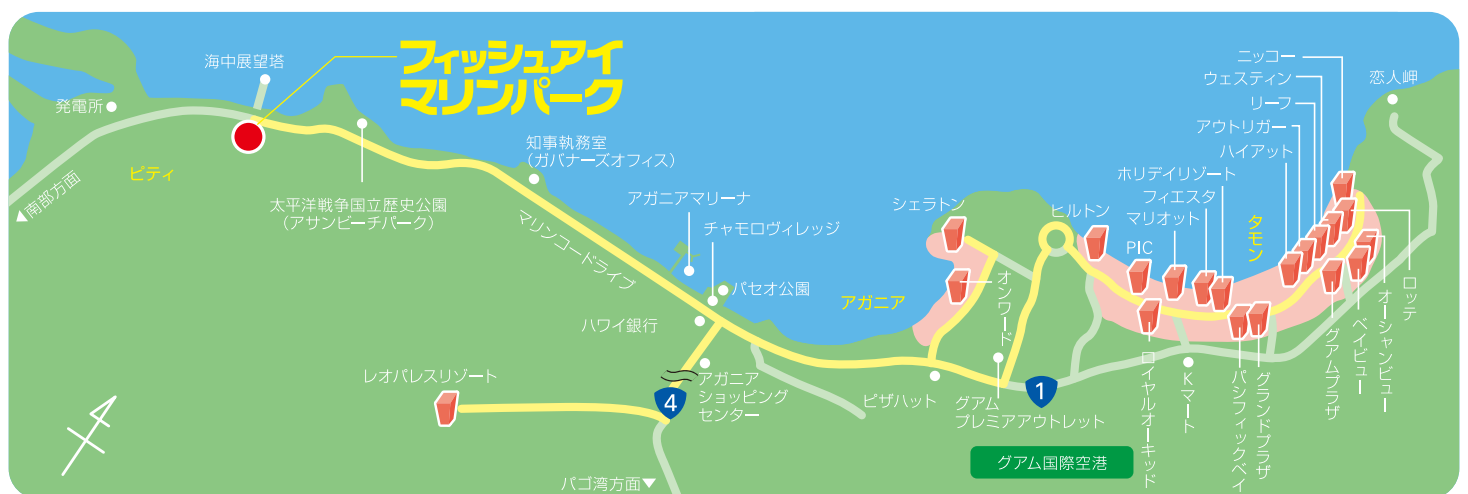 フィッシュアイ
マリンパーク
海中展望塔
発電所
ピティ
▲南部方面
太平洋戦争国立歴史公園
(アサンビーチパーク)
知事執務室
(ガバナーズオフィス)
マリンコードライブ
アガニアマリーナ
チャモロヴィレッジ
パセオ公園
ハワイ銀行
レオパレスリゾート
4
アガニア
ショッピング
センター
パゴ湾方面▼
アガニア
シェラトン
オンワード
ヒルトン
ピザハット
グアム
プレミアアウトレット
1
グアム国際空港
PIC
マリオット
フィエスタ
ホリデイリゾート
ハイアット
アウトリガー
リーフ
ウェスティン
ニッコー
恋人岬
タモン
ロイヤルオーキッド
Kマート
パシフィックベイ
グランドプラザ
グアムプラザ
ベイビュー
オーシャンビュー
ロッテ